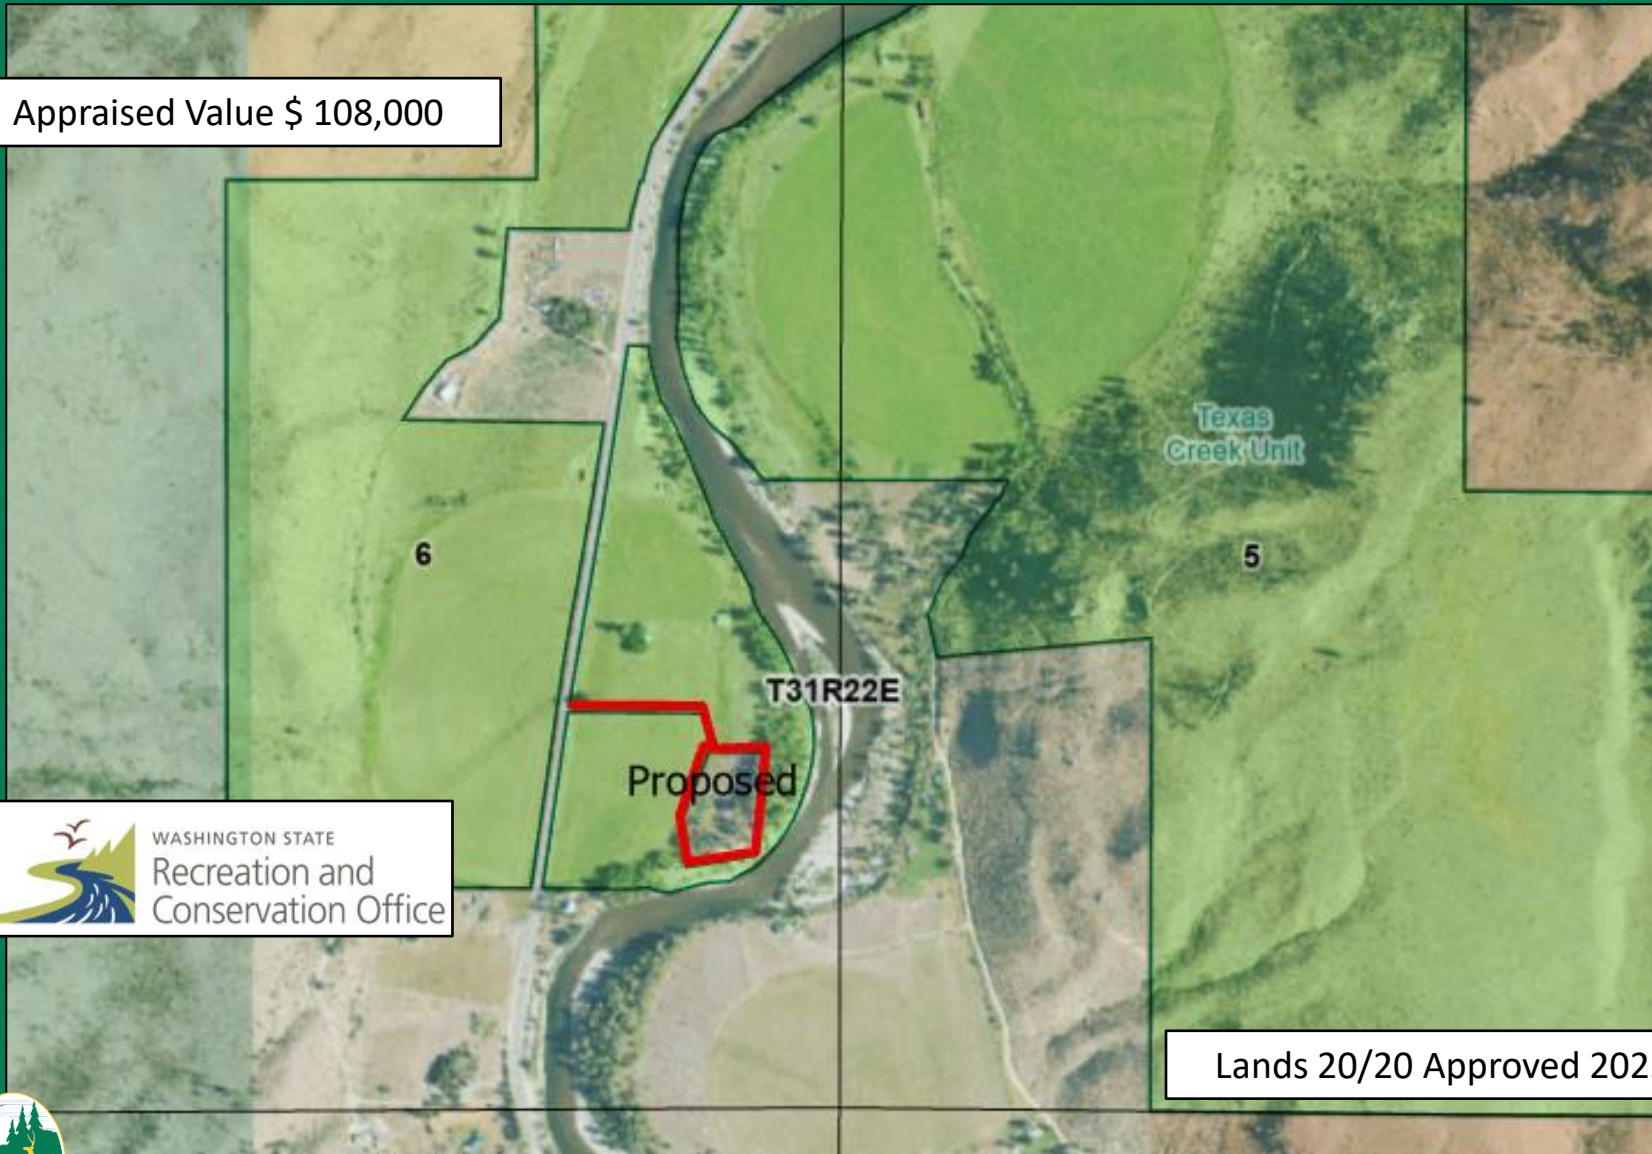 Appraised Value $ 108,000
Texas
Creek Unit
6
5
T31R22E
Proposed
WASHINGTON STATE
Recreation and
Conservation Office
Lands 20/20 Approved 202